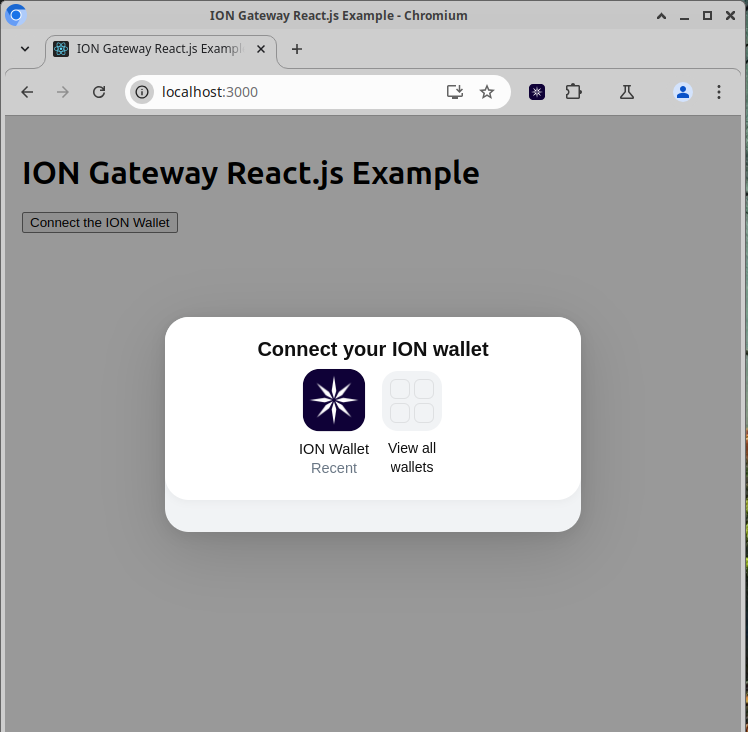 ION Gateway React.js Example - Chromium
ION Gateway React.js Exampl
localhost:3000
ION Gateway React.js Example
Connect the ION Wallet
Connect your ION wallet
ION Wallet
Recent
View all
wallets